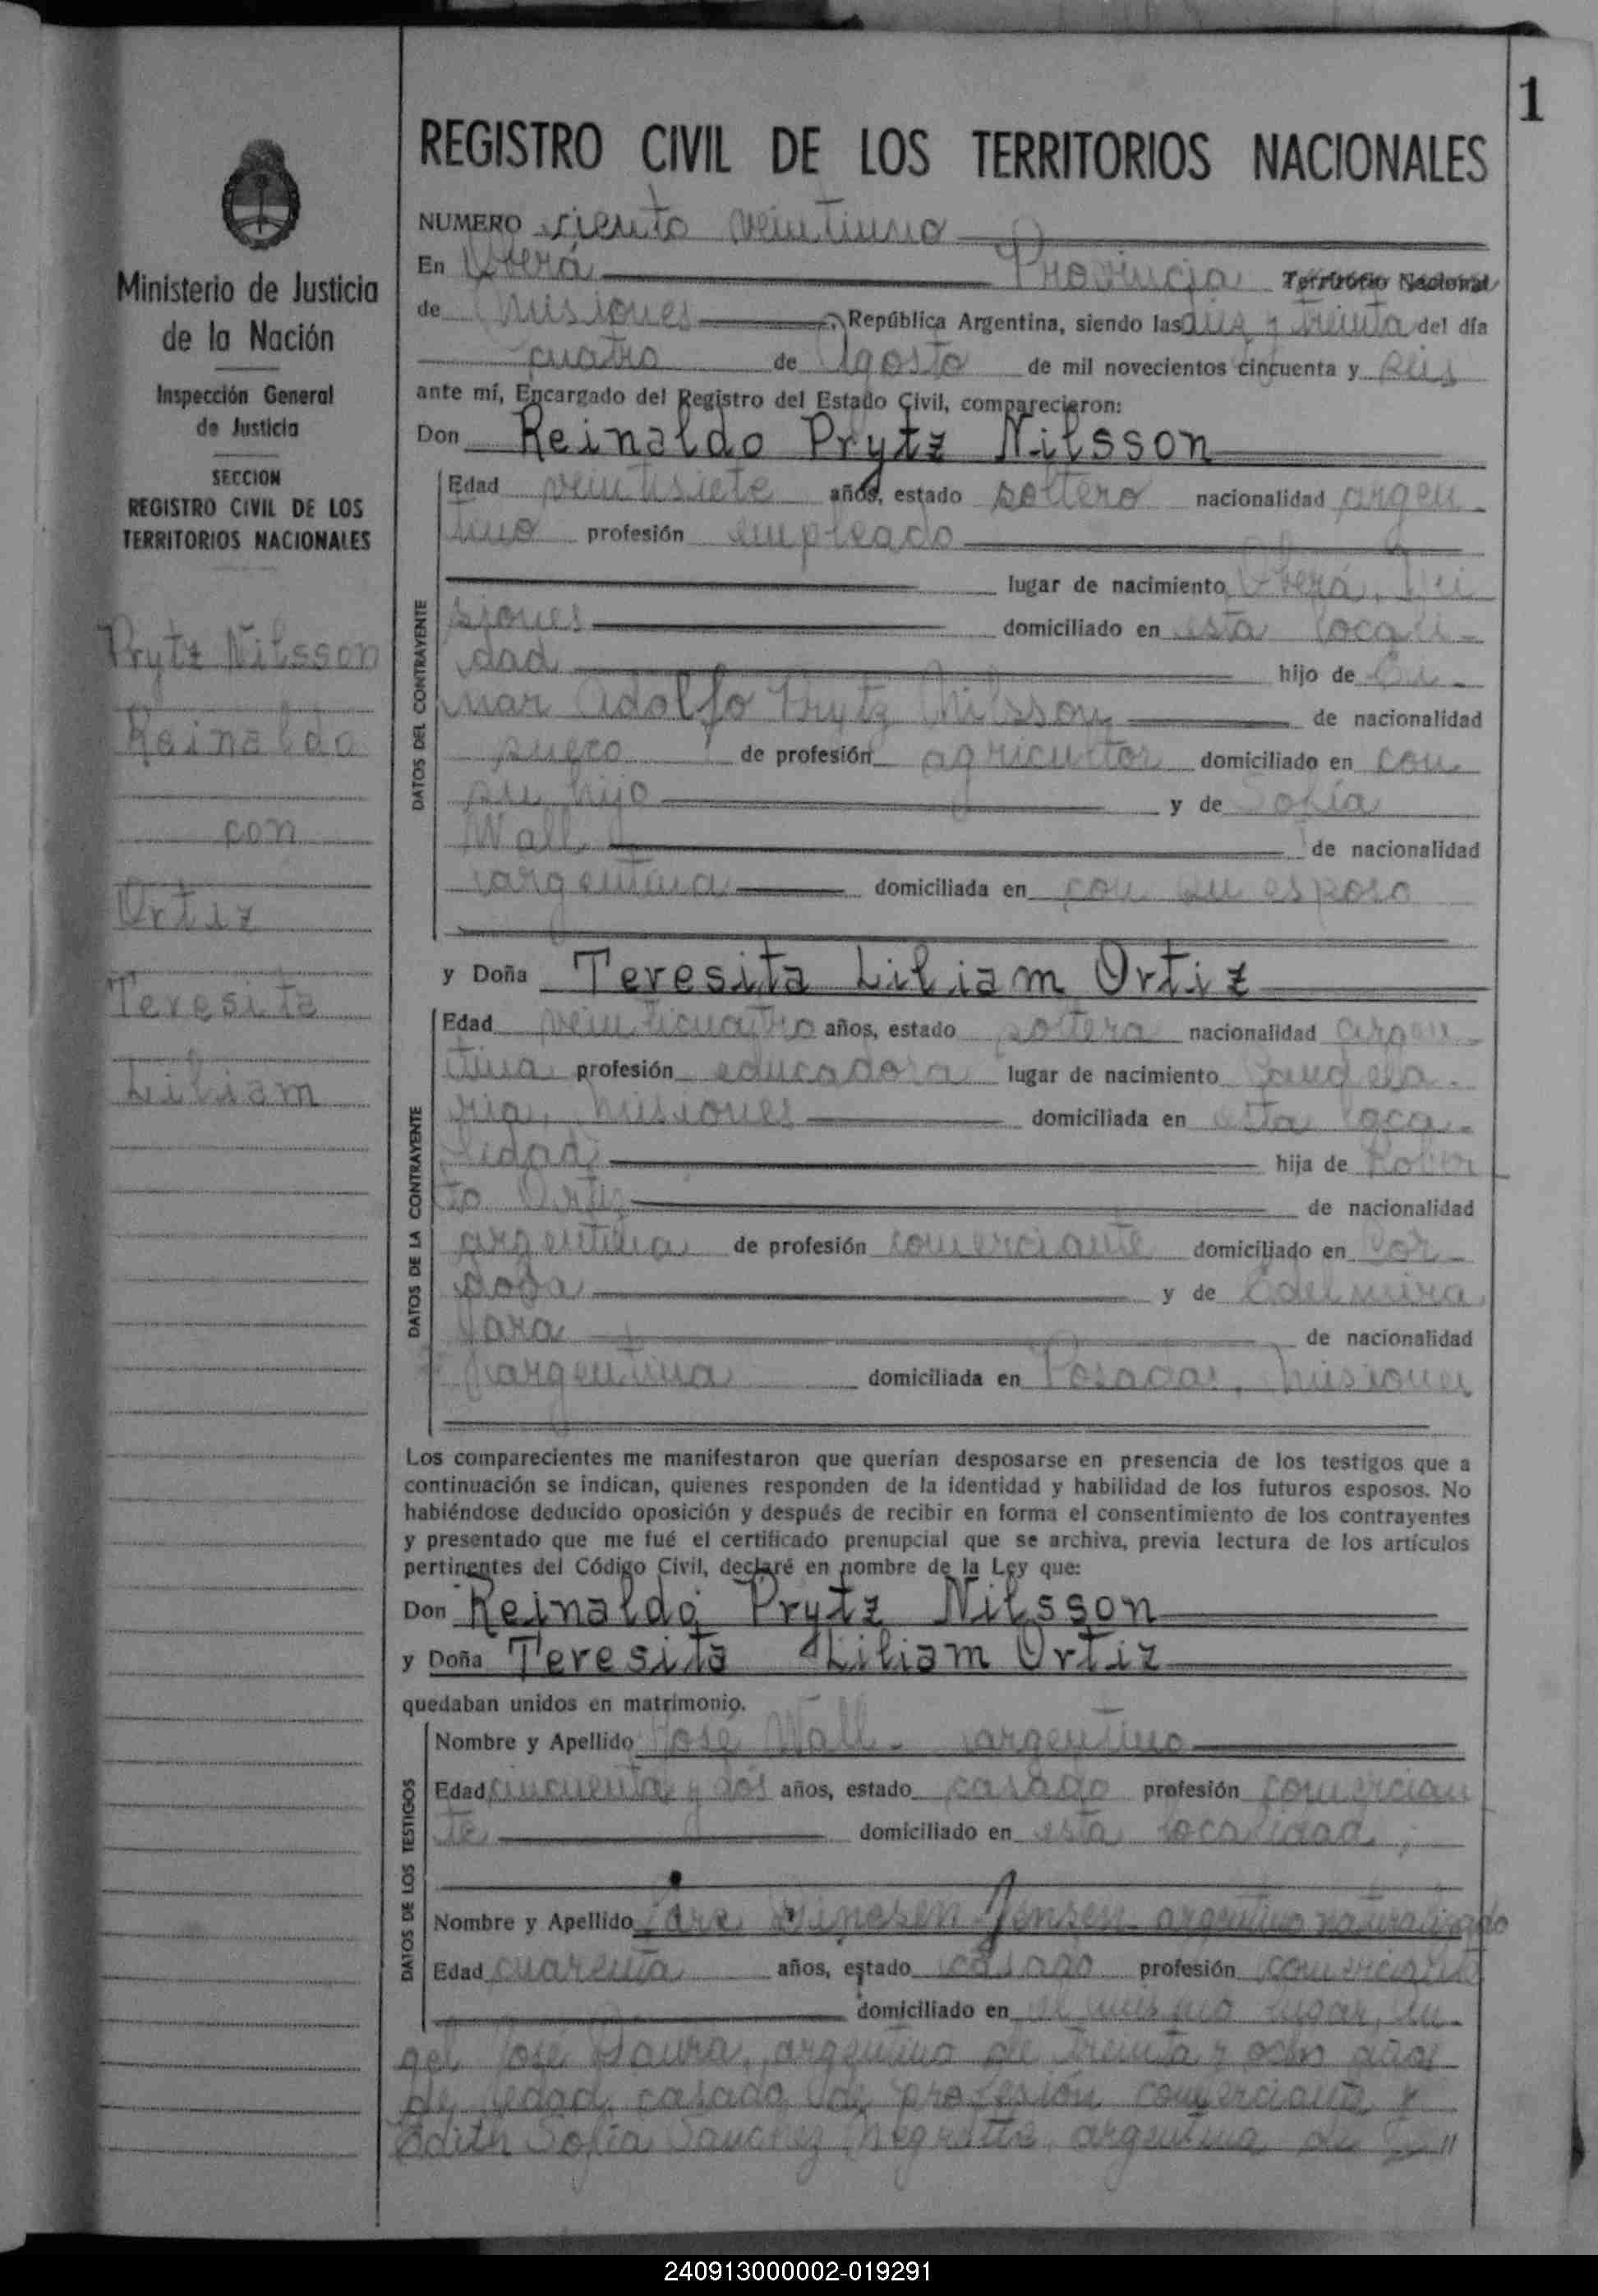 1
REGISTRO CIVIL DE LOS TERRITORIOS NACIONALES
Ministerio de Justicia
de la Nación
Inspección General
de Justicia
SECCION
REGISTRO CIVIL DE LOS
TERRITORIOS NACIONALES
Prytz Nilsson
Reinaldo
con
Ortiz
Teresita
Liliam
NUMERO ciento veintiuno
En Oberá Provincia Territorio Nacional
de Misiones, República Argentina, siendo las diez y treinta del día
cuatro de Agosto de mil novecientos cincuenta y seis
ante mí, Encargado del Registro del Estado Civil, comparecieron:
Don Reinaldo Prytz Nilsson
DATOS DEL CONTRAYENTE
Edad veintisiete años, estado soltero nacionalidad argen
tino profesión empleado
lugar de nacimiento Oberá, Mi
siones domiciliado en esta locali-
dad hijo de
mar Adolfo Prytz Nilsson de nacionalidad
sueco de profesión agricultor domiciliado en con
su hijo y de Sofía
Wall de nacionalidad
argentina domiciliada en con su esposo
y Doña Teresita Liliam Ortiz
DATOS DE LA CONTRAYENTE
Edad veinticuatro años, estado soltera nacionalidad argen-
tina profesión educadora lugar de nacimiento Candela-
ria, Misiones domiciliada en esta loca-
lidad hija de Rober
to Ortiz de nacionalidad
argentina de profesión comerciante domiciliado en Cor-
doba y de Edelmira
Jara de nacionalidad
argentina domiciliada en Posadas, Misiones
Los comparecientes me manifestaron que querían desposarse en presencia de los testigos que a
continuación se indican, quienes responden de la identidad y habilidad de los futuros esposos. No
habiéndose deducido oposición y después de recibir en forma el consentimiento de los contrayentes
y presentado que me fué el certificado prenupcial que se archiva, previa lectura de los artículos
pertinentes del Código Civil, declaré en nombre de la Ley que:
Don Reinaldo Prytz Nilsson
y Doña Teresita Liliam Ortiz
quedaban unidos en matrimonio.
DATOS DE LOS TESTIGOS
Nombre y Apellido José Wall - argentino
Edad cincuenta y dos años, estado casado profesión comercian
te domiciliado en esta localidad;
Nombre y Apellido Jensen - argentino naturalizado
Edad cuarenta años, estado casado profesión comerciante
domiciliado en el mismo lugar, An-
gel José Daura, argentino de treinta y ocho años
de edad, casado de profesión comerciante y
Edith Sofía Sanchez Negrette, argentina de
240913000002-019291